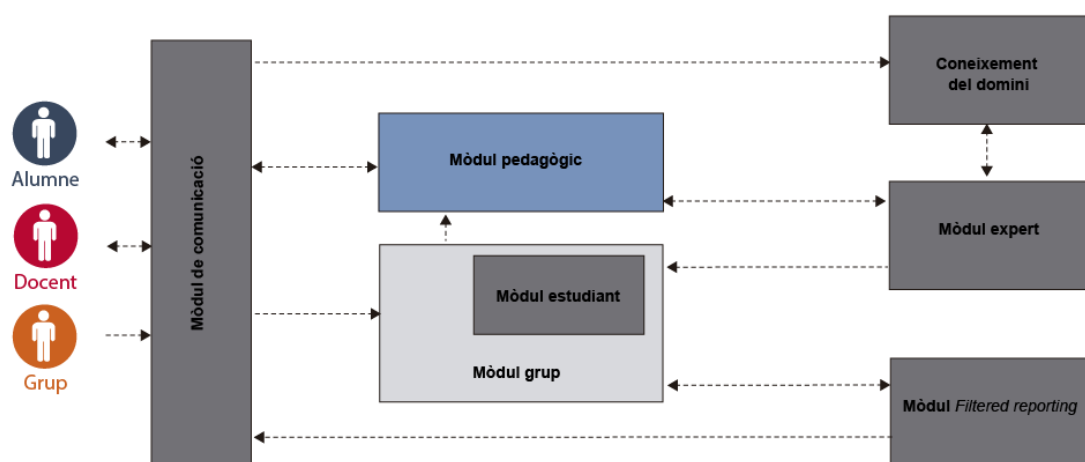 Coneixement
del domini
Alumne
Mòdul de comunicació
Mòdul pedagògic
Docent
Mòdul expert
Mòdul estudiant
Grup
Mòdul grup
Mòdul Filtered reporting